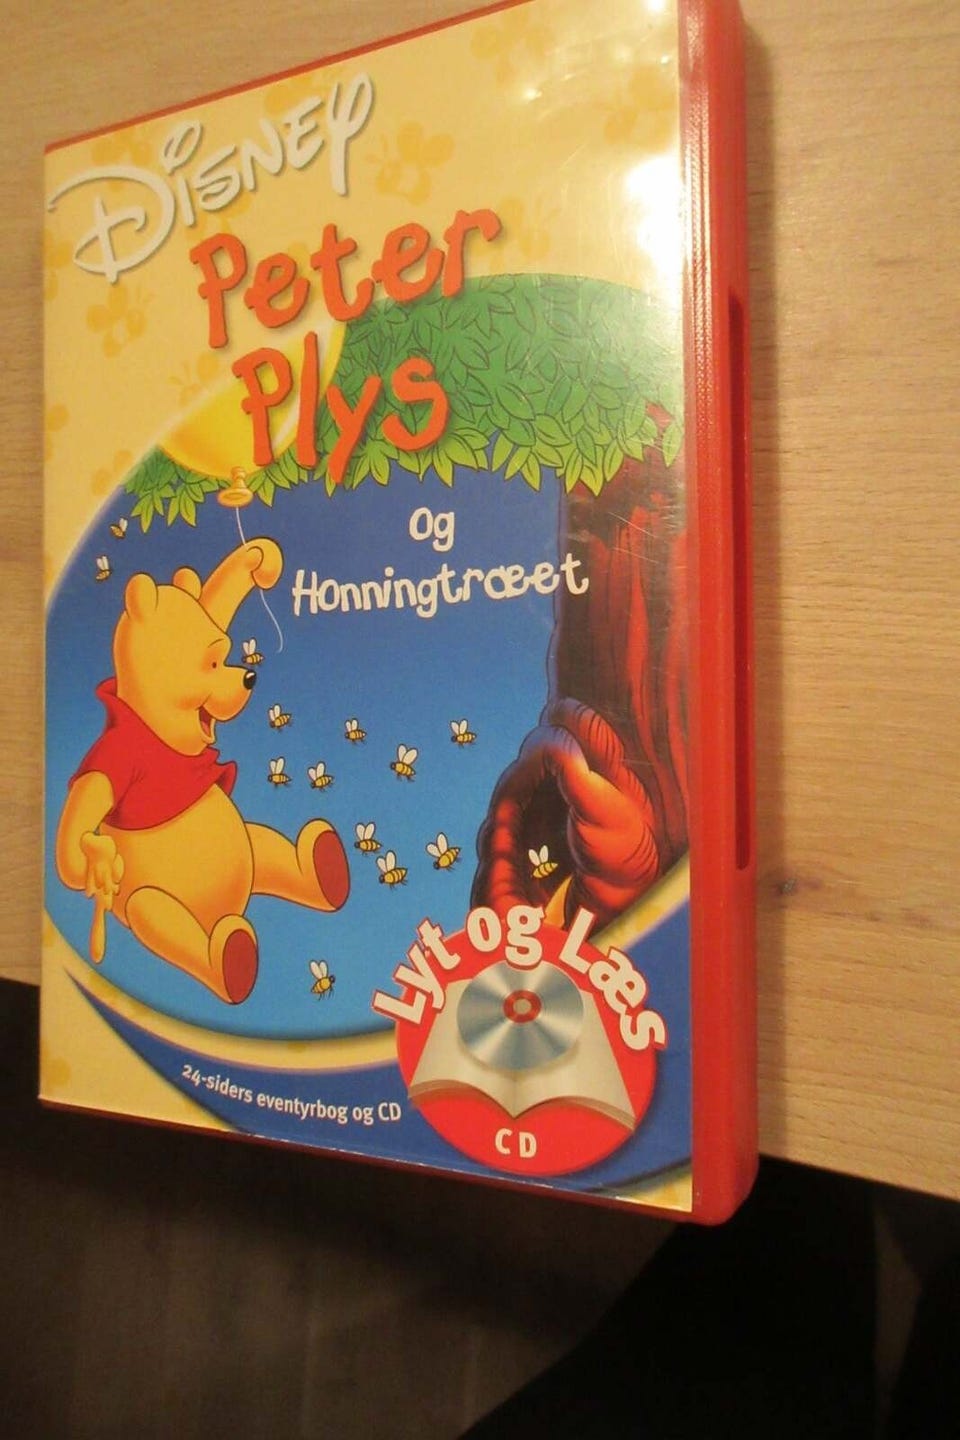 Disney
Peter
Plys
Og
Honningtræet
Lyt og Læs
24-siders eventyrbog og CD
CD